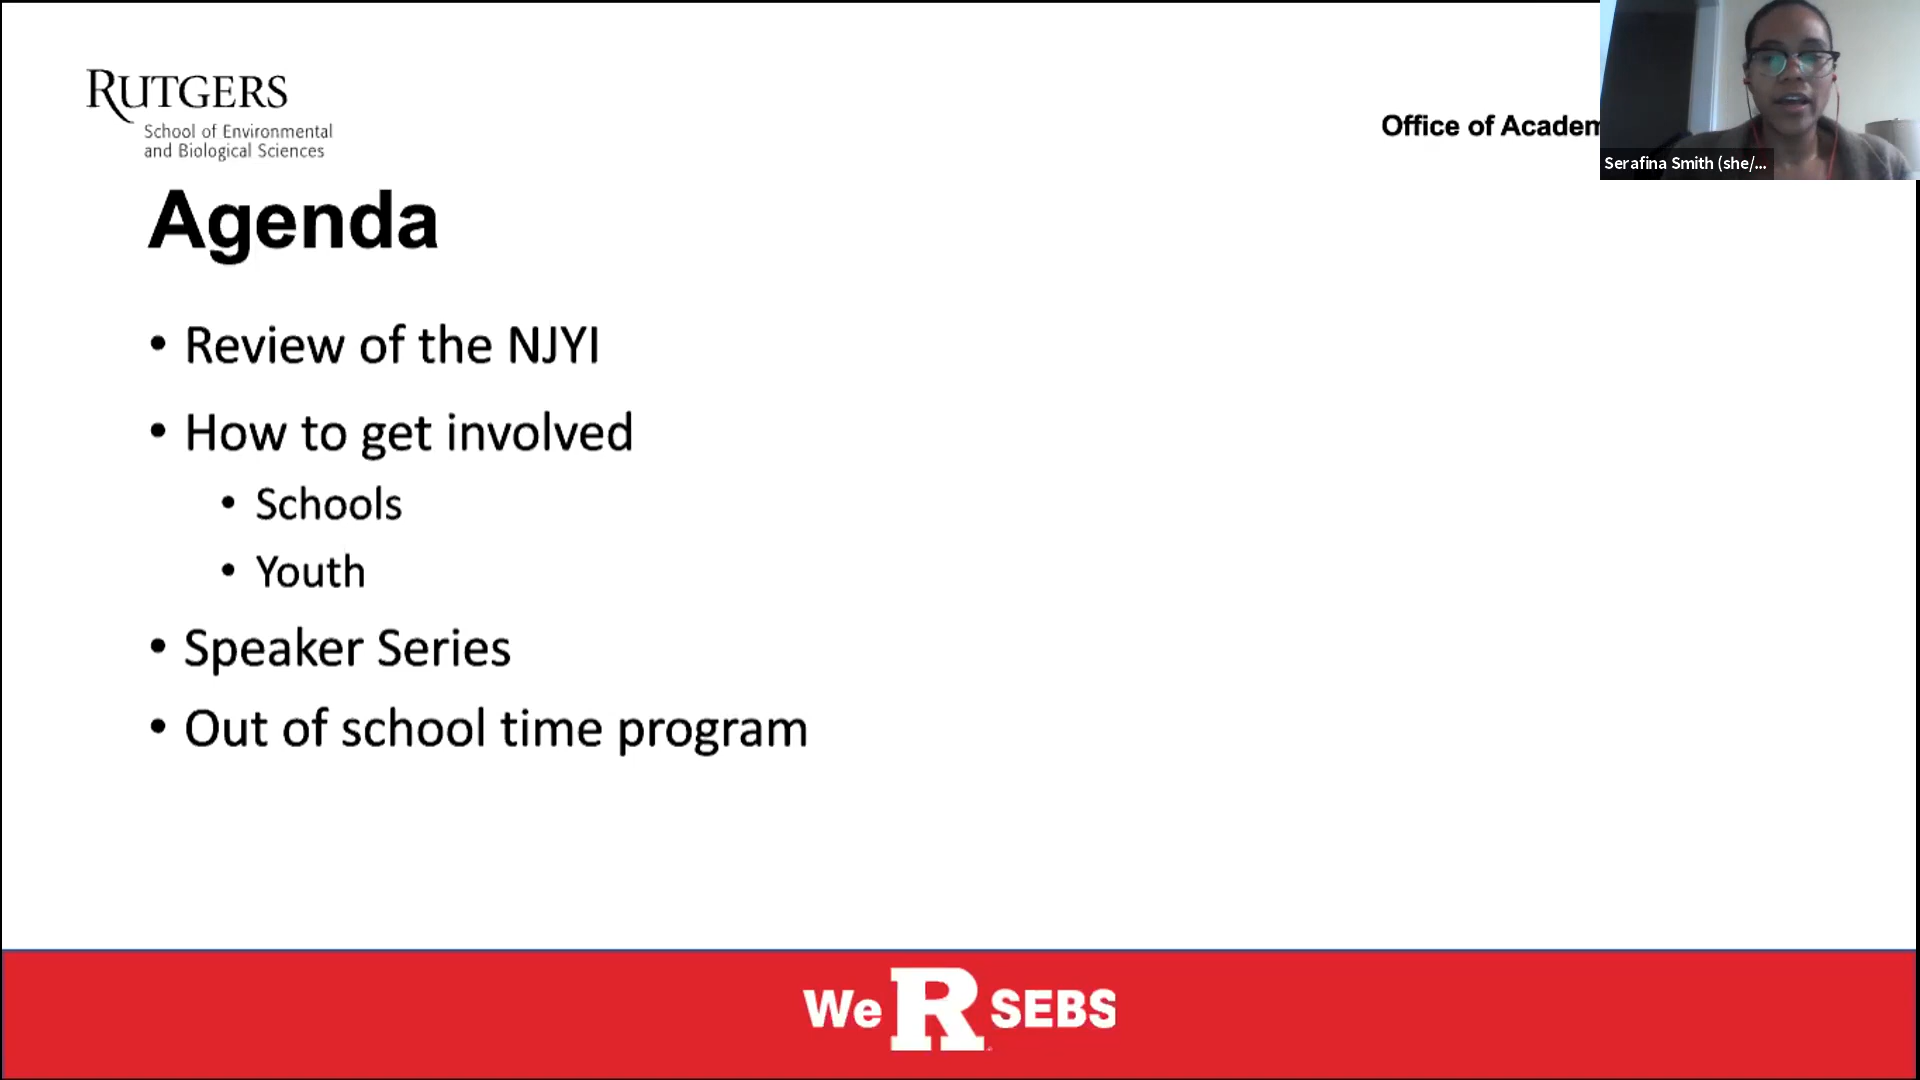 RUTGERS
School of Environmental
and Biological Sciences
Office of Academ
Serafina Smith (she/...
Agenda
• Review of the NJYI
• How to get involved
• Schools
• Youth
• Speaker Series
• Out of school time program
We R SEBS